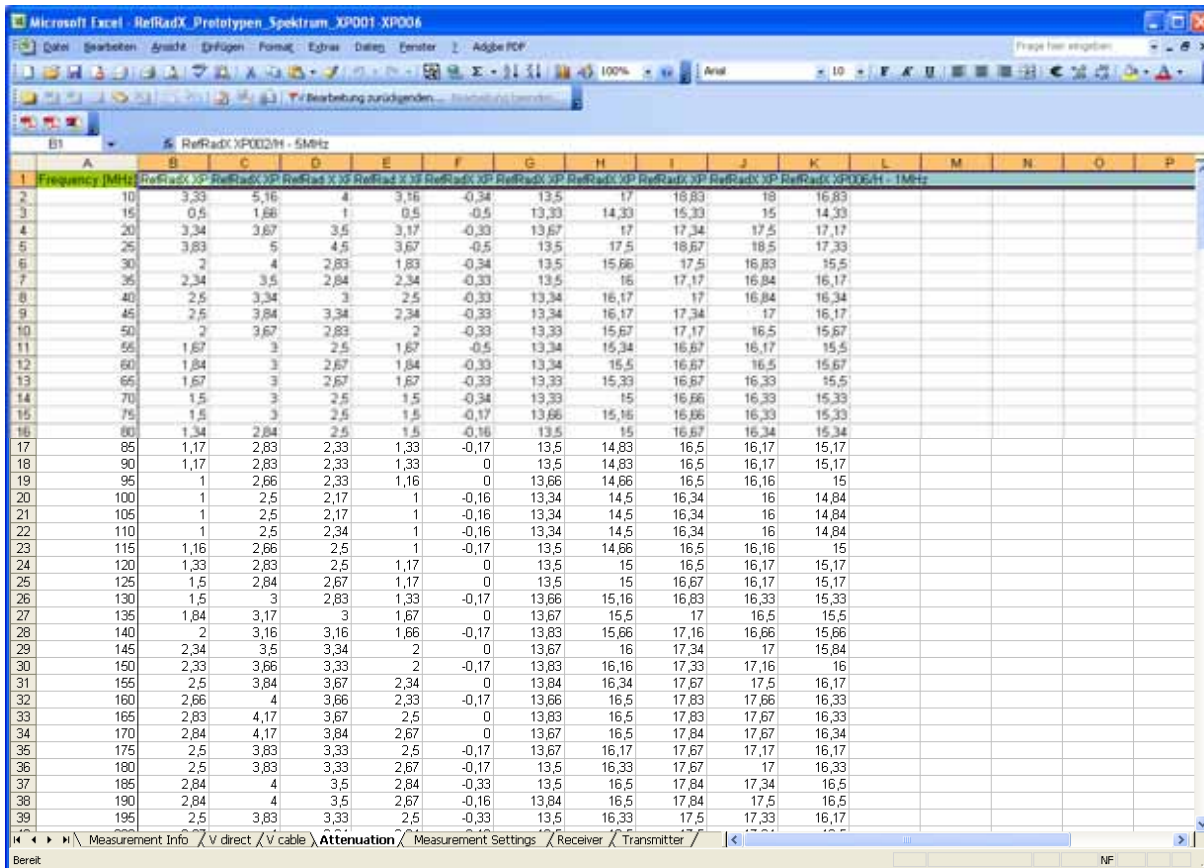 Microsoft Excel - RefRadX_Prototypen_Spektrum_XP001-XP006
Datei Bearbeiten Ansicht Einfügen Format Extras Daten Fenster ? Adobe PDF Frage hier eingeben
100% Arial 10 F K U
Bearbeitung zurücksenden... Bearbeitung beenden...
B1 RefRadX XP002/H - 5MHz
A B C D E F G H I J K L M N O P
1 Frequency [MHz] RefRadX XP RefRadX XP RefRad X XF RefRad X XF RefRadX XP RefRadX XP RefRadX XP RefRadX XP RefRadX XP RefRadX XP006/H - 1MHz
2 10 3,33 5,16 4 3,16 -0,34 13,5 17 18,83 18 16,83
3 15 0,5 1,66 1 0,5 -0,5 13,33 14,33 15,33 15 14,33
4 20 3,34 3,67 3,5 3,17 -0,33 13,67 17 17,34 17,5 17,17
5 25 3,83 5 4,5 3,67 -0,5 13,5 17,5 18,67 18,5 17,33
6 30 2 4 2,83 1,83 -0,34 13,5 15,66 17,5 16,83 15,5
7 35 2,34 3,5 2,84 2,34 -0,33 13,5 16 17,17 16,84 16,17
8 40 2,5 3,34 3 2,5 -0,33 13,34 16,17 17 16,84 16,34
9 45 2,5 3,84 3,34 2,34 -0,33 13,34 16,17 17,34 17 16,17
10 50 2 3,67 2,83 2 -0,33 13,33 15,67 17,17 16,5 15,67
11 55 1,67 3 2,5 1,67 -0,5 13,34 15,34 16,67 16,17 15,5
12 60 1,84 3 2,67 1,84 -0,33 13,34 15,5 16,67 16,5 15,67
13 65 1,67 3 2,67 1,67 -0,33 13,33 15,33 16,67 16,33 15,5
14 70 1,5 3 2,5 1,5 -0,34 13,33 15 16,66 16,33 15,33
15 75 1,5 3 2,5 1,5 -0,17 13,66 15,16 16,66 16,33 15,33
16 80 1,34 2,84 2,5 1,5 -0,16 13,5 15 16,67 16,34 15,34
17 85 1,17 2,83 2,33 1,33 -0,17 13,5 14,83 16,5 16,17 15,17
18 90 1,17 2,83 2,33 1,33 0 13,5 14,83 16,5 16,17 15,17
19 95 1 2,66 2,33 1,16 0 13,66 14,66 16,5 16,16 15
20 100 1 2,5 2,17 1 -0,16 13,34 14,5 16,34 16 14,84
21 105 1 2,5 2,17 1 -0,16 13,34 14,5 16,34 16 14,84
22 110 1 2,5 2,34 1 -0,16 13,34 14,5 16,34 16 14,84
23 115 1,16 2,66 2,5 1 -0,17 13,5 14,66 16,5 16,16 15
24 120 1,33 2,83 2,5 1,17 0 13,5 15 16,5 16,17 15,17
25 125 1,5 2,84 2,67 1,17 0 13,5 15 16,67 16,17 15,17
26 130 1,5 3 2,83 1,33 -0,17 13,66 15,16 16,83 16,33 15,33
27 135 1,84 3,17 3 1,67 0 13,67 15,5 17 16,5 15,5
28 140 2 3,16 3,16 1,66 -0,17 13,83 15,66 17,16 16,66 15,66
29 145 2,34 3,5 3,34 2 0 13,67 16 17,34 17 15,84
30 150 2,33 3,66 3,33 2 -0,17 13,83 16,16 17,33 17,16 16
31 155 2,5 3,84 3,67 2,34 0 13,84 16,34 17,67 17,5 16,17
32 160 2,66 4 3,66 2,33 -0,17 13,66 16,5 17,83 17,66 16,33
33 165 2,83 4,17 3,67 2,5 0 13,83 16,5 17,83 17,67 16,33
34 170 2,84 4,17 3,84 2,67 0 13,67 16,5 17,84 17,67 16,34
35 175 2,5 3,83 3,33 2,5 -0,17 13,67 16,17 17,67 17,17 16,17
36 180 2,5 3,83 3,33 2,67 -0,17 13,5 16,33 17,67 17 16,33
37 185 2,84 4 3,5 2,84 -0,33 13,5 16,5 17,84 17,34 16,5
38 190 2,84 4 3,5 2,67 -0,16 13,84 16,5 17,84 17,5 16,5
39 195 2,5 3,83 3,33 2,5 -0,33 13,5 16,33 17,5 17,33 16,17
Measurement Info V direct V cable Attenuation Measurement Settings Receiver Transmitter
Bereit NF